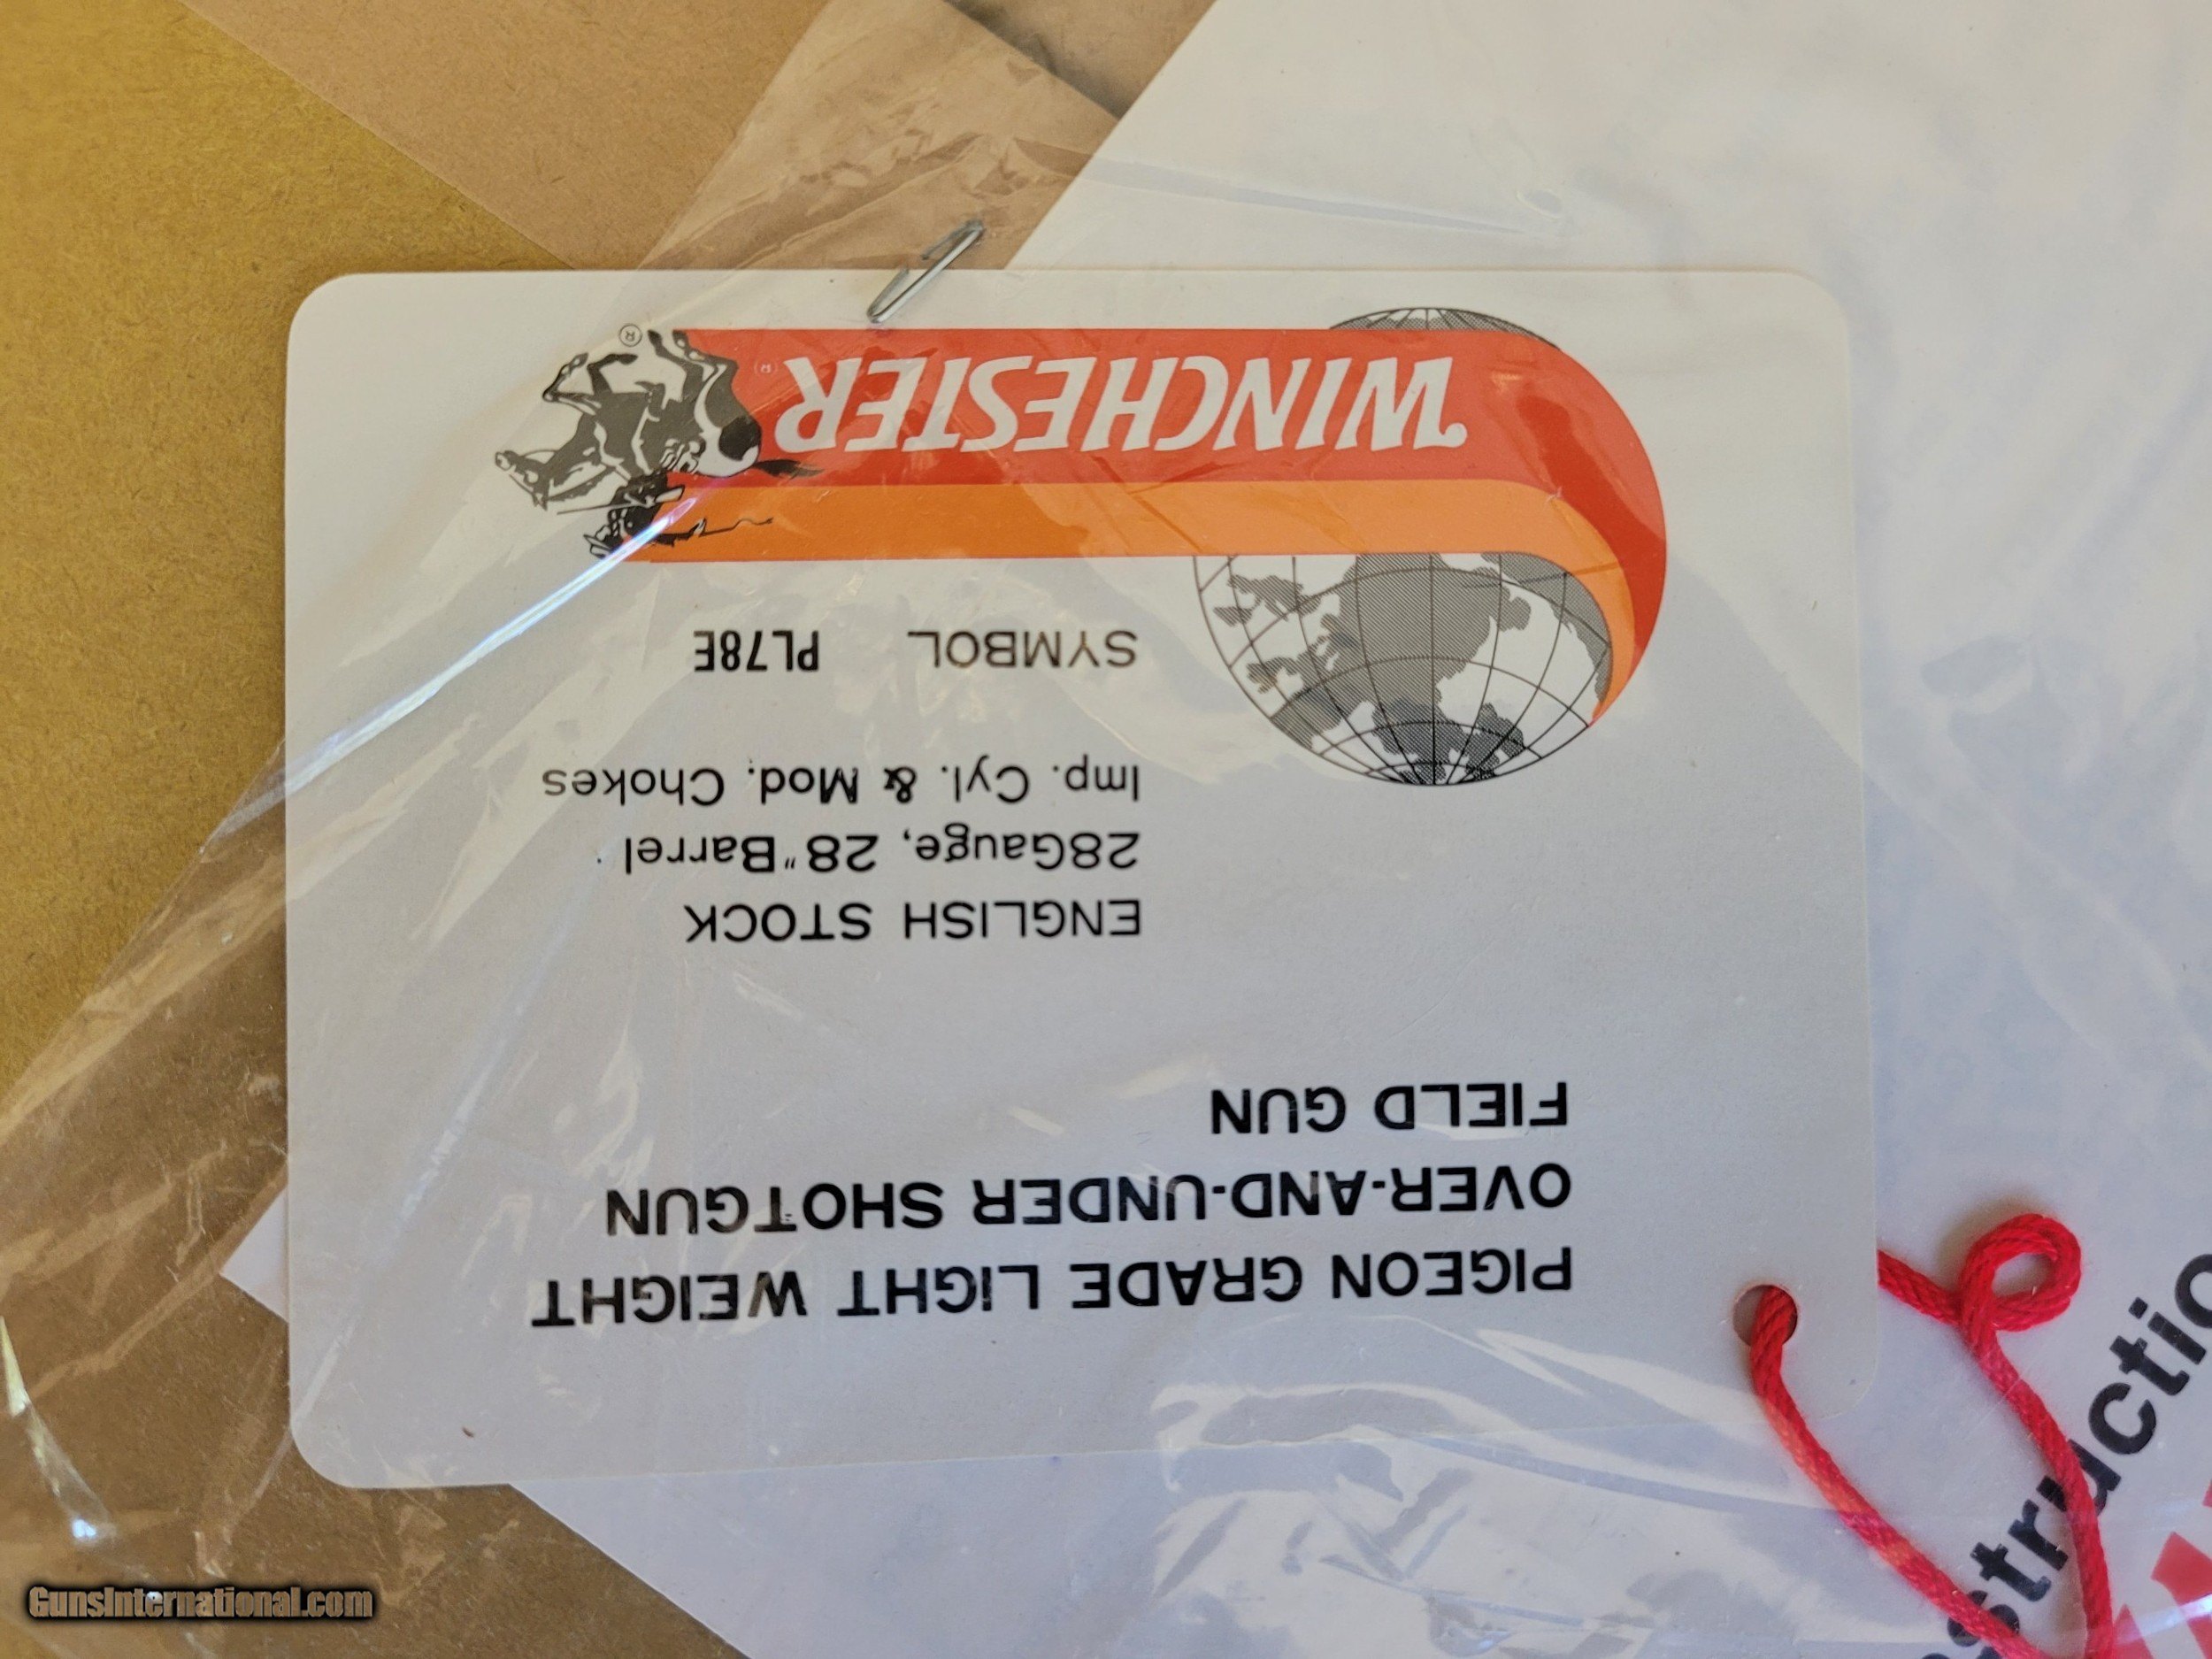 PIGEON GRADE LIGHT WEIGHT
OVER-AND-UNDER SHOTGUN
FIELD GUN
ENGLISH STOCK
28Gauge, 28"Barrel
Imp. Cyl. & Mod. Chokes
SYMBOL PL78E
WINCHESTER®
®
GunsInternational.com